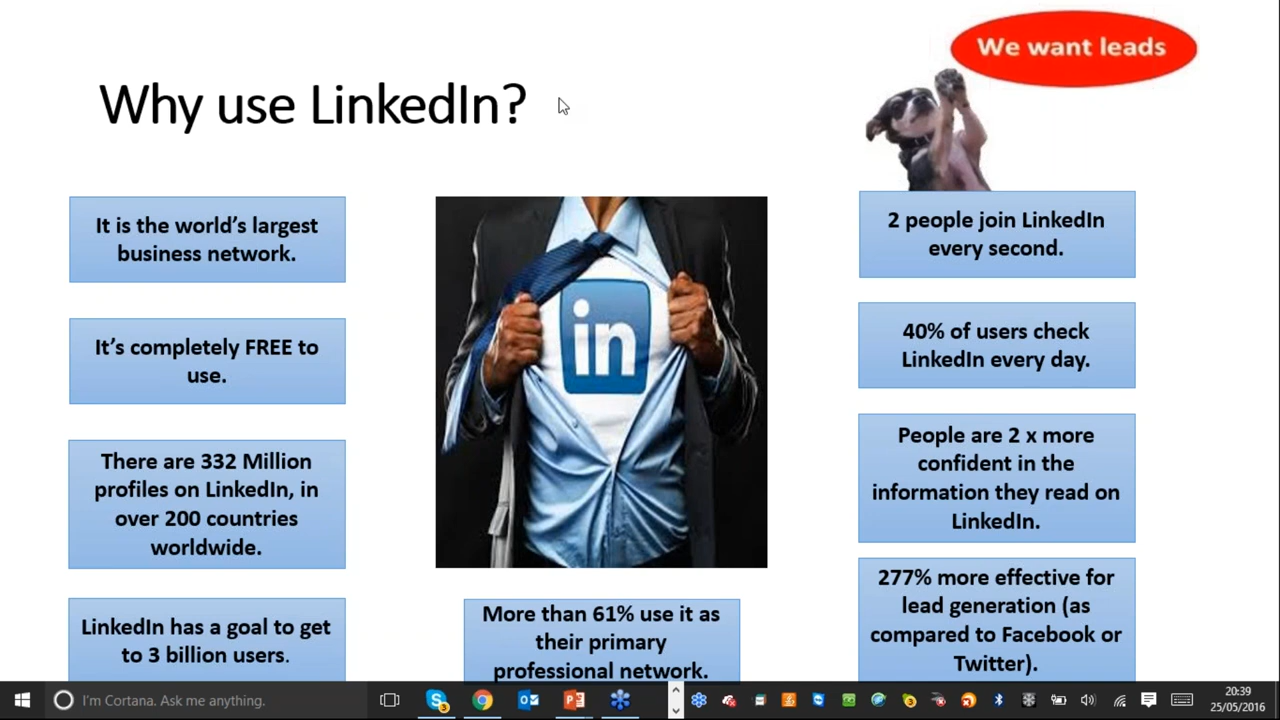 We want leads
Why use LinkedIn?
It is the world's largest
business network.
It's completely FREE to
use.
There are 332 Million
profiles on LinkedIn, in
over 200 countries
worldwide.
LinkedIn has a goal to get
to 3 billion users.
in
More than 61% use it as
their primary
professional network.
2 people join LinkedIn
every second.
40% of users check
LinkedIn every day.
People are 2 x more
confident in the
information they read on
LinkedIn.
277% more effective for
lead generation (as
compared to Facebook or
Twitter).
I'm Cortana. Ask me anything.
3
20:39
25/05/2016